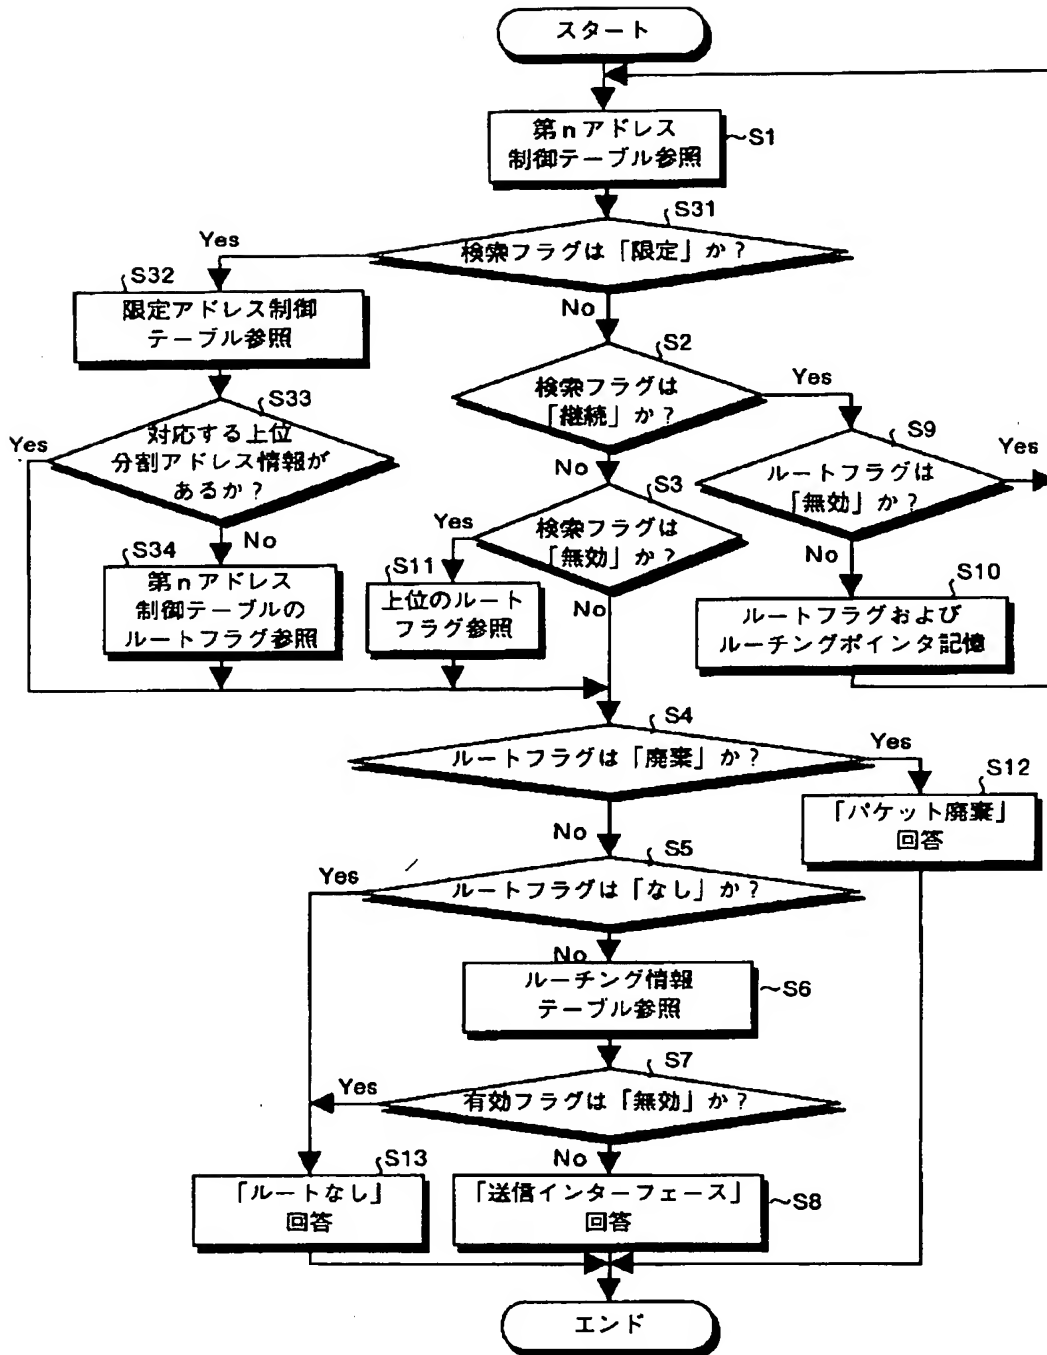 スタート
第nアドレス
制御テーブル参照
~S1
S31
検索フラグは「限定」か?
Yes
No
S32
限定アドレス制御
テーブル参照
S33
対応する上位
分割アドレス情報が
あるか?
Yes
No
S34
第nアドレス
制御テーブルの
ルートフラグ参照
S2
検索フラグは
「継続」か?
Yes
No
S9
ルートフラグは
「無効」か?
Yes
No
S3
検索フラグは
「無効」か?
Yes
No
S11
上位のルート
フラグ参照
S10
ルートフラグおよび
ルーチングポインタ記憶
S4
ルートフラグは「廃棄」か?
Yes
No
S12
「パケット廃棄」
回答
S5
ルートフラグは「なし」か?
Yes
No
ルーチング情報
テーブル参照
~S6
S7
有効フラグは「無効」か?
Yes
No
S13
「ルートなし」
回答
「送信インターフェース」
回答
~S8
エンド